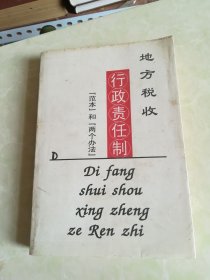 地方税收
行政责任制
「范本」和「两个办法」
D
Di fang
shui shou
xing zheng
ze Ren zhi